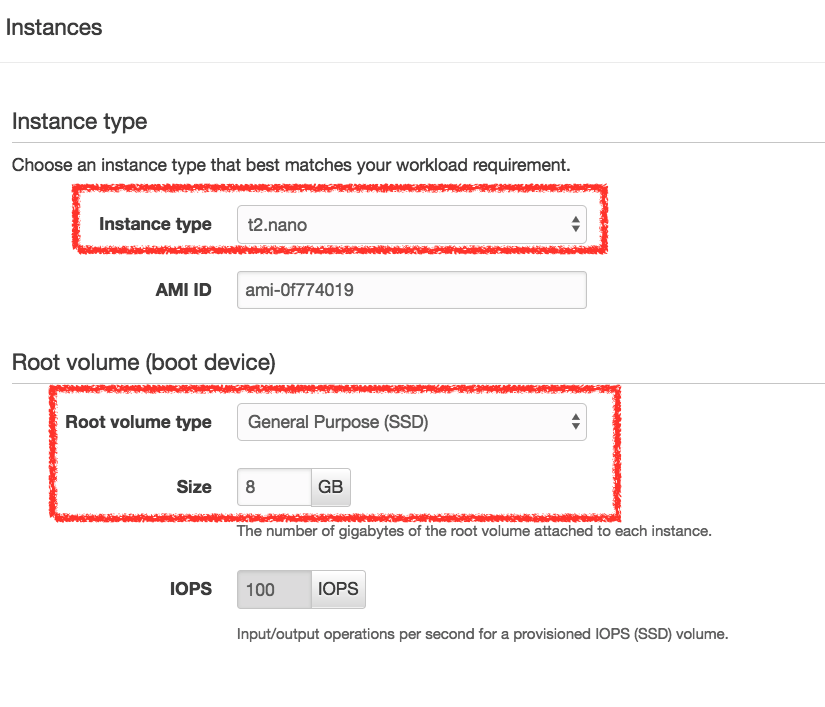 Instances
Instance type
Choose an instance type that best matches your workload requirement.
Instance type t2.nano
AMI ID ami-0f774019
Root volume (boot device)
Root volume type General Purpose (SSD)
Size 8 GB
The number of gigabytes of the root volume attached to each instance.
IOPS 100 IOPS
Input/output operations per second for a provisioned IOPS (SSD) volume.